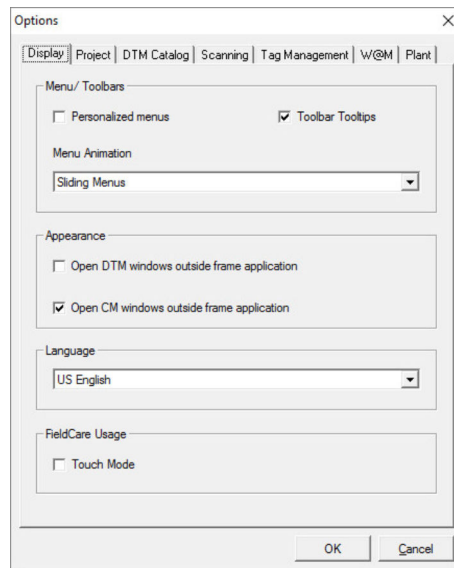 Options
Display Project DTM Catalog Scanning Tag Management W@M Plant
Menu/ Toolbars
Personalized menus Toolbar Tooltips
Menu Animation
Sliding Menus
Appearance
Open DTM windows outside frame application
Open CM windows outside frame application
Language
US English
FieldCare Usage
Touch Mode
OK Cancel